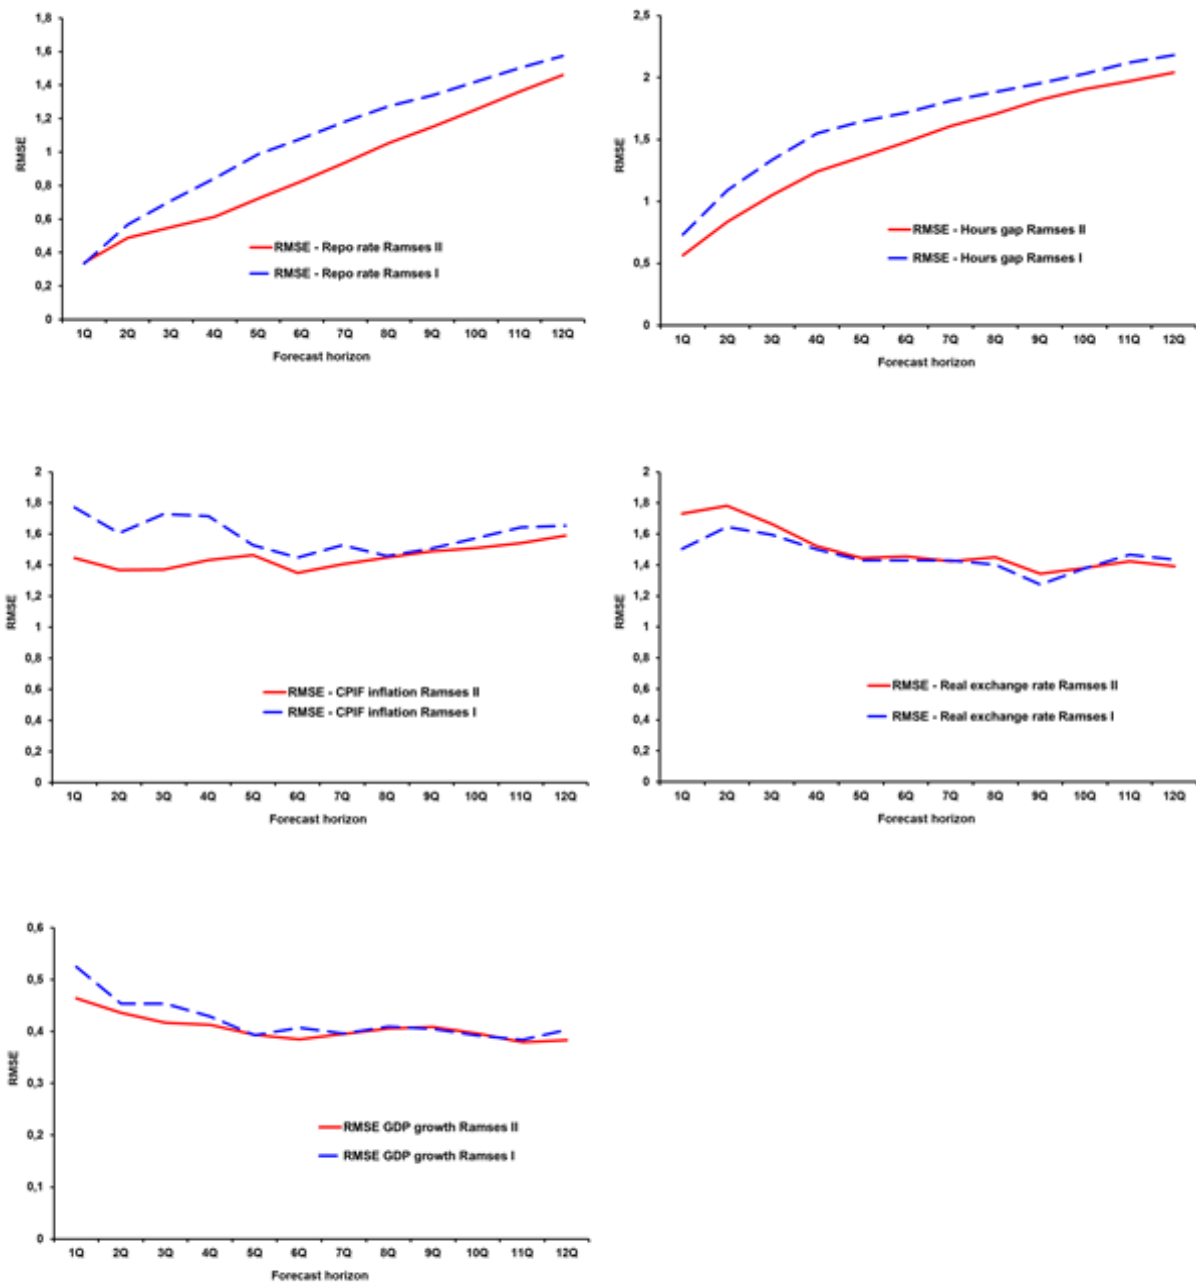 1,8
1,6
1,4
1,2
1
0,8
0,6
0,4
0,2
0
RMSE
RMSE - Repo rate Ramses II
RMSE - Repo rate Ramses I
1Q 2Q 3Q 4Q 5Q 6Q 7Q 8Q 9Q 10Q 11Q 12Q
Forecast horizon
2,5
2
1,5
1
0,5
0
RMSE
RMSE - Hours gap Ramses II
RMSE - Hours gap Ramses I
1Q 2Q 3Q 4Q 5Q 6Q 7Q 8Q 9Q 10Q 11Q 12Q
Forecast horizon
2
1,8
1,6
1,4
1,2
1
0,8
0,6
0,4
0,2
0
RMSE
RMSE - CPIF inflation Ramses II
RMSE - CPIF inflation Ramses I
1Q 2Q 3Q 4Q 5Q 6Q 7Q 8Q 9Q 10Q 11Q 12Q
Forecast horizon
2
1,8
1,6
1,4
1,2
1
0,8
0,6
0,4
0,2
0
RMSE
RMSE - Real exchange rate Ramses II
RMSE - Real exchange rate Ramses I
1Q 2Q 3Q 4Q 5Q 6Q 7Q 8Q 9Q 10Q 11Q 12Q
Forecast horizon
0,6
0,5
0,4
0,3
0,2
0,1
0
RMSE
RMSE GDP growth Ramses II
RMSE GDP growth Ramses I
1Q 2Q 3Q 4Q 5Q 6Q 7Q 8Q 9Q 10Q 11Q 12Q
Forecast horizon